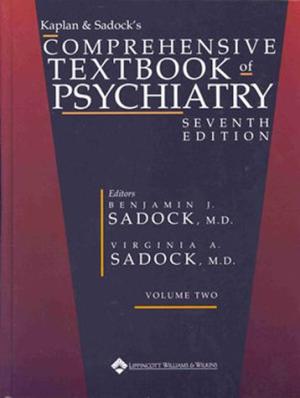 Kaplan & Sadock's
COMPREHENSIVE
TEXTBOOK of
PSYCHIATRY
SEVENTH
EDITION
Editors
BENJAMIN J.
SADOCK, M.D.
VIRGINIA A.
SADOCK, M.D.
VOLUME TWO
LIPPINCOTT WILLIAMS & WILKINS